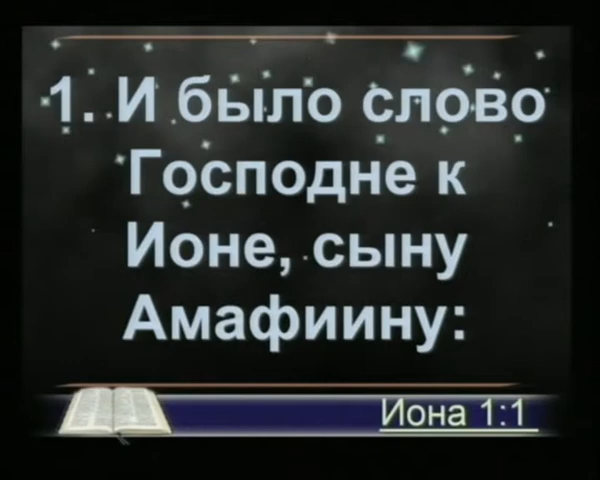 1. И было слово
Господне к
Ионе, сыну
Амафиину:
Иона 1:1